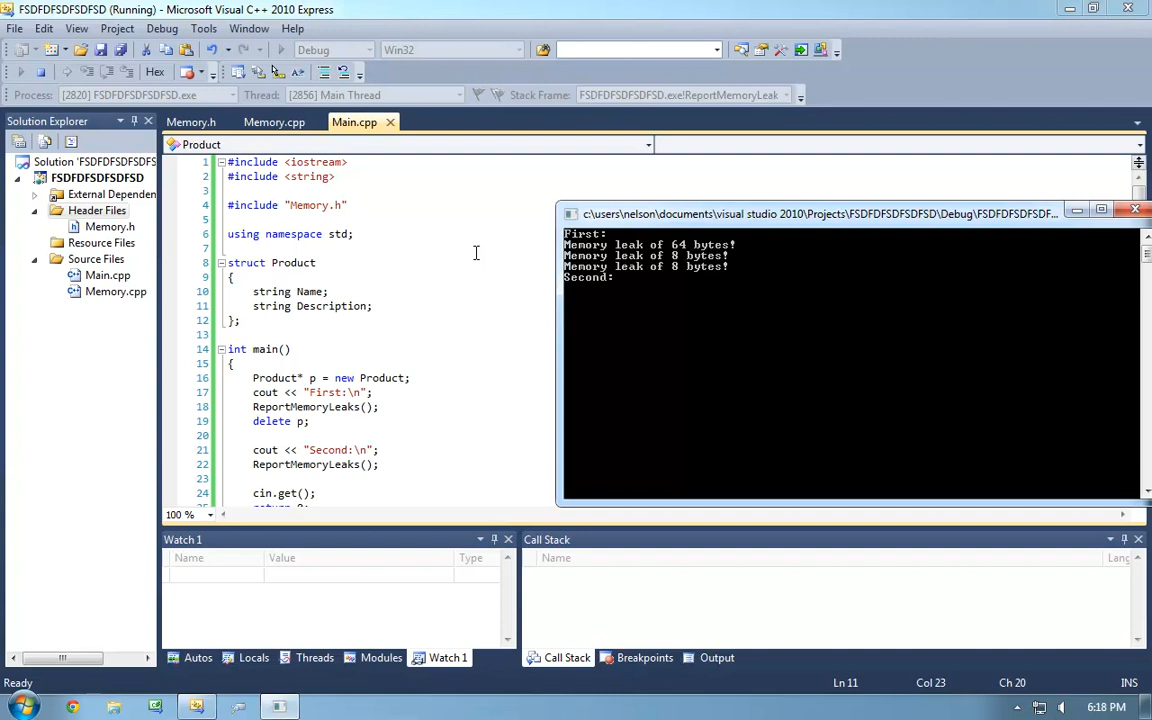 FSDFDFSDFSDFSD (Running) - Microsoft Visual C++ 2010 Express
File Edit View Project Debug Tools Window Help
Debug Win32
Hex
Process: [2820] FSDFDFSDFSDFSD.exe Thread: [2856] Main Thread Stack Frame: FSDFDFSDFSDFSD.exe!ReportMemoryLeak
Solution Explorer
Memory.h Memory.cpp Main.cpp
Product
Solution 'FSDFDFSDFSDFS
FSDFDFSDFSDFSD
External Dependen
Header Files
Memory.h
Resource Files
Source Files
Main.cpp
Memory.cpp
1 #include <iostream>
2 #include <string>
3
4 #include "Memory.h"
5
6 using namespace std;
7
8 struct Product
9 {
10 string Name;
11 string Description;
12 };
13
14 int main()
15 {
16 Product* p = new Product;
17 cout << "First:\n";
18 ReportMemoryLeaks();
19 delete p;
20
21 cout << "Second:\n";
22 ReportMemoryLeaks();
23
24 cin.get();
100 %
c:\users\nelson\documents\visual studio 2010\Projects\FSDFDFSDFSDFSD\Debug\FSDFDFSDFSDF...
First:
Memory leak of 64 bytes!
Memory leak of 8 bytes!
Memory leak of 8 bytes!
Second:
Watch 1
Name Value Type
Call Stack
Name Lang
Autos Locals Threads Modules Watch 1
Call Stack Breakpoints Output
Ready Ln 11 Col 23 Ch 20 INS
6:18 PM